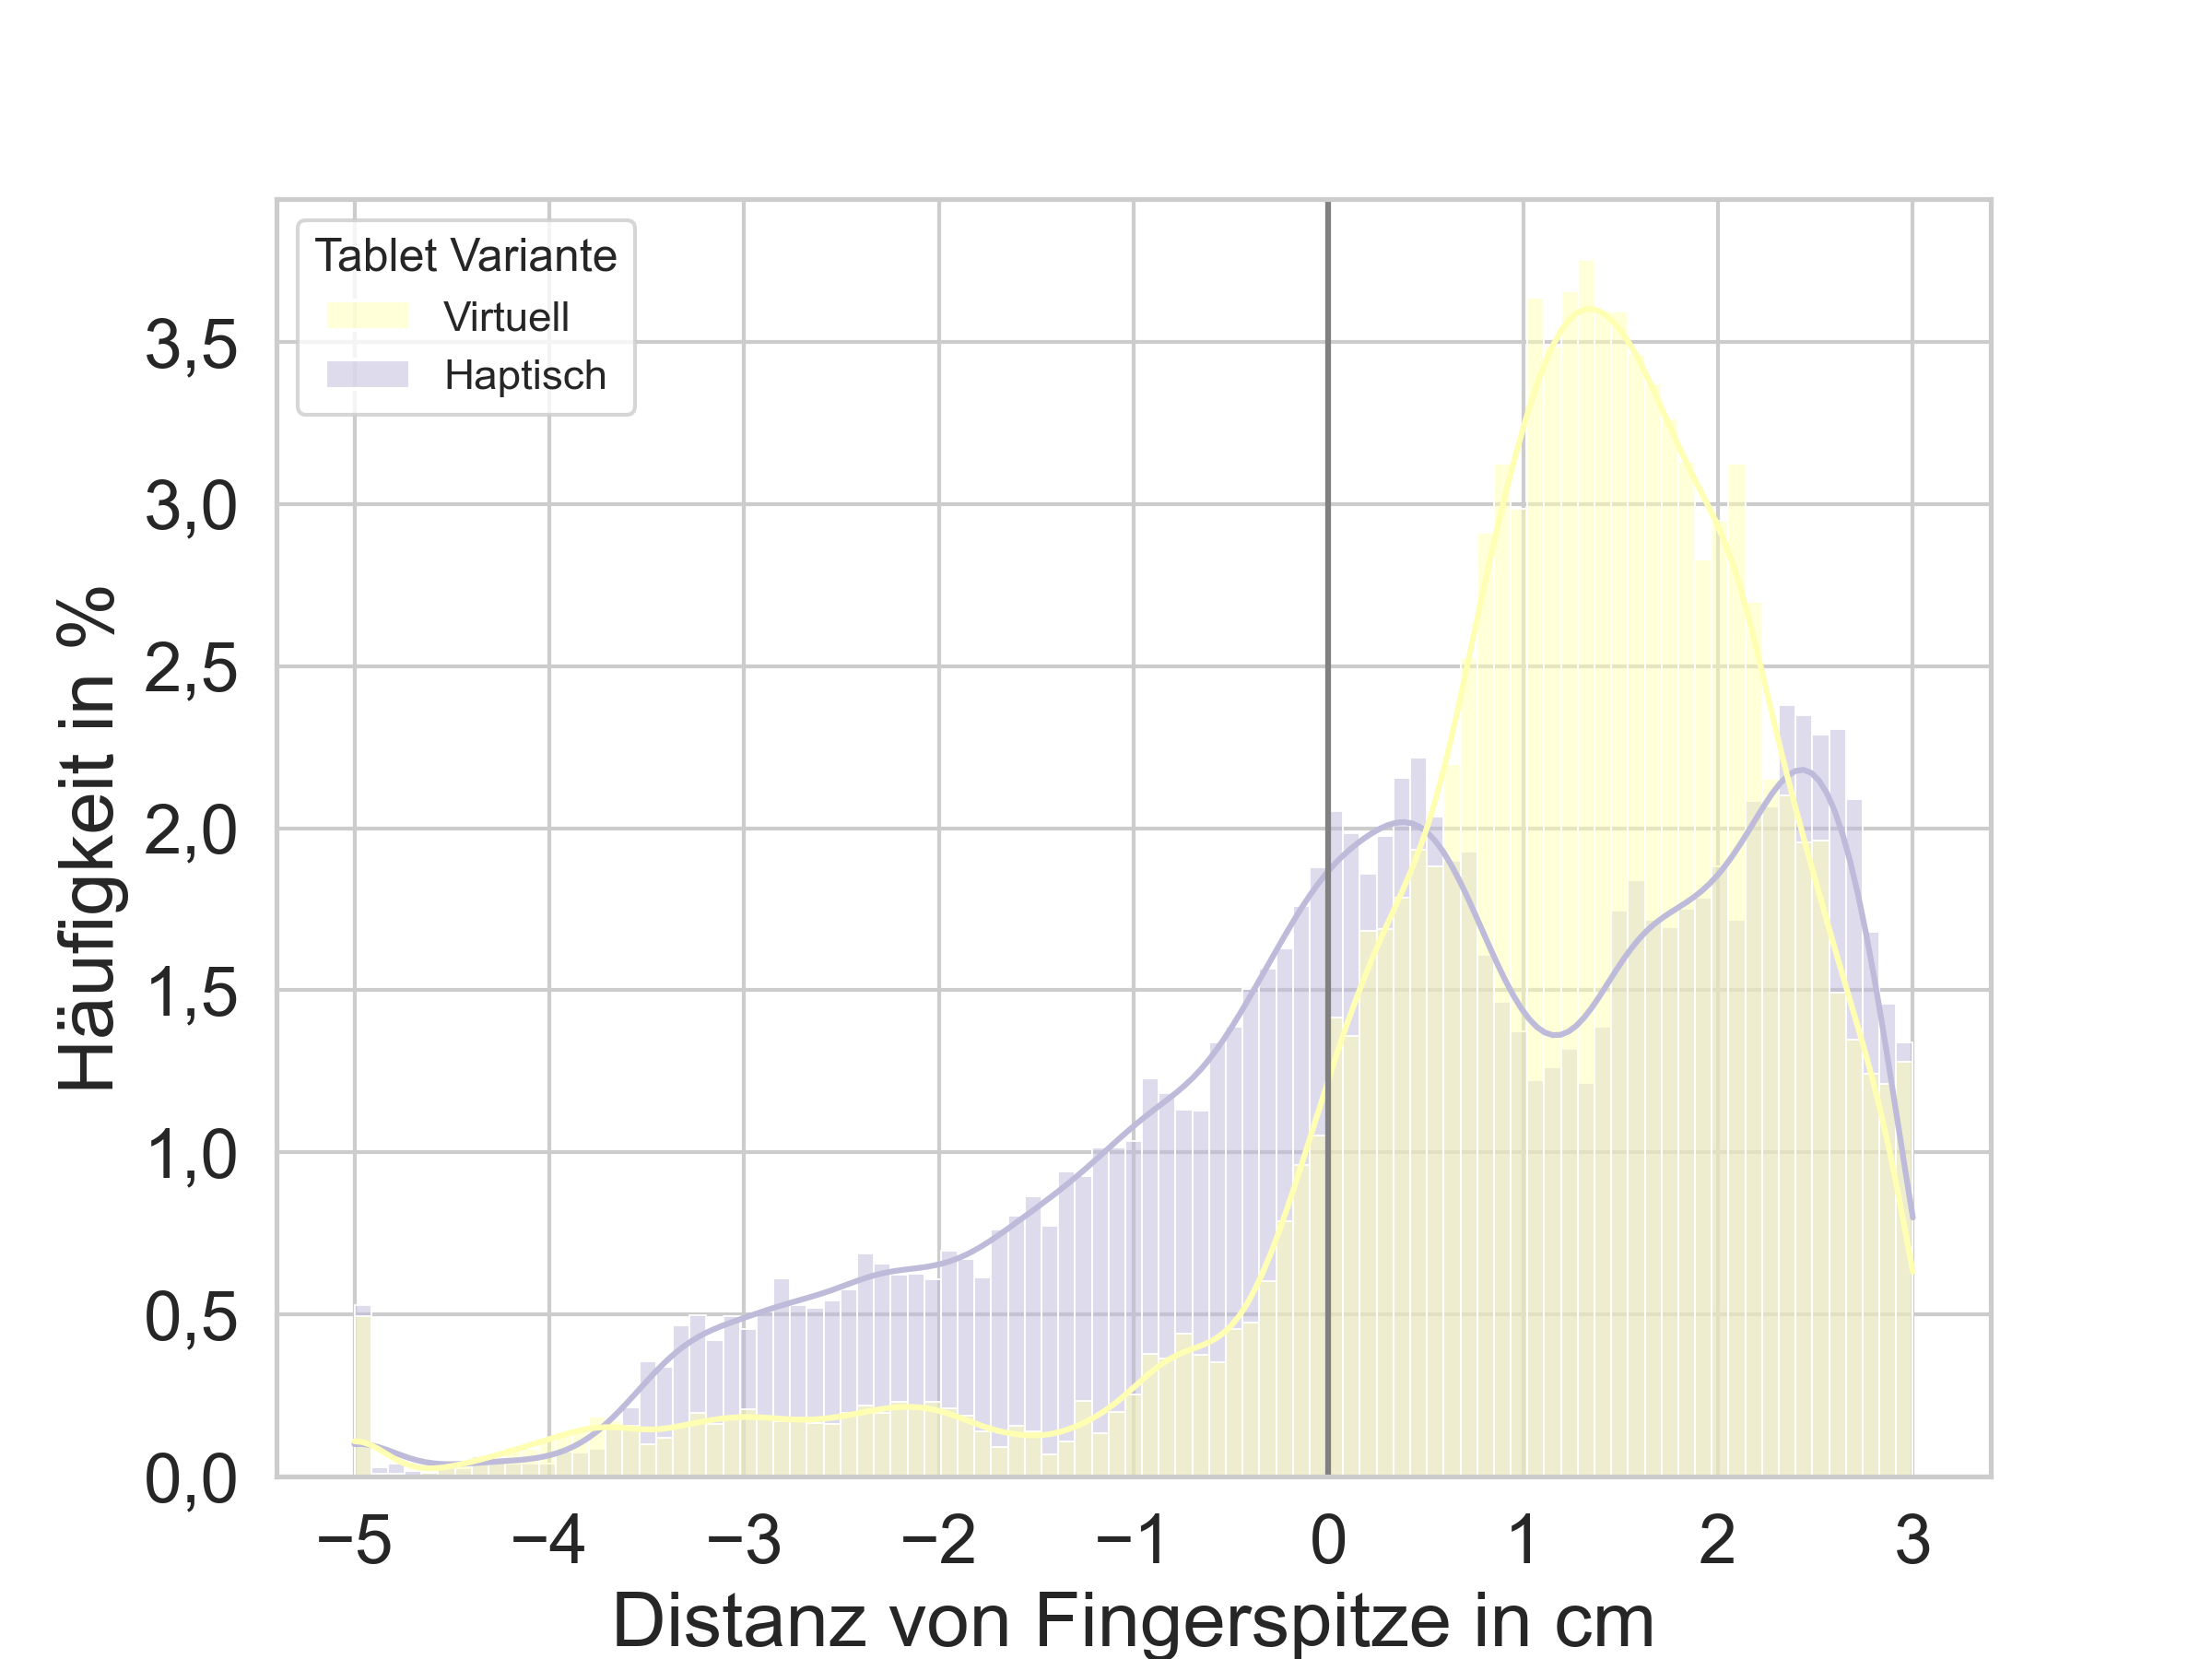 Tablet Variante
Virtuell
Haptisch
Häufigkeit in %
3,5
3,0
2,5
2,0
1,5
1,0
0,5
0,0
−5 −4 −3 −2 −1 0 1 2 3
Distanz von Fingerspitze in cm